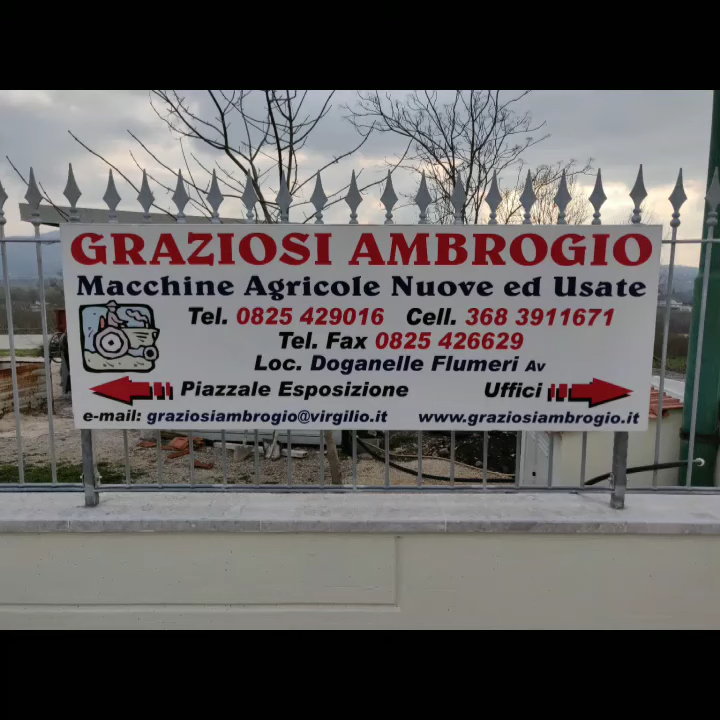 GRAZIOSI AMBROGIO
Macchine Agricole Nuove ed Usate
Tel. 0825 429016 Cell. 368 3911671
Tel. Fax 0825 426629
Loc. Doganelle Flumeri Av
Piazzale Esposizione Uffici
e-mail: graziosiambrogio@virgilio.it www.graziosiambrogio.it